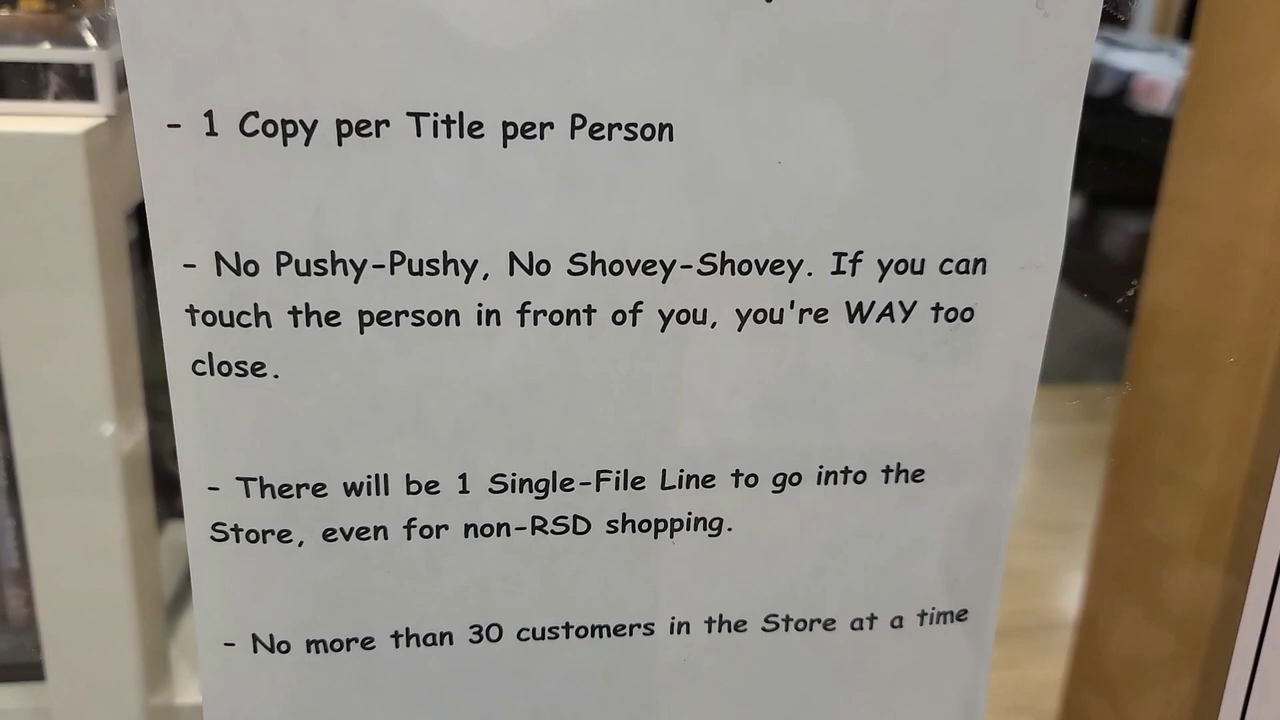 - 1 Copy per Title per Person
- No Pushy-Pushy, No Shovey-Shovey. If you can
touch the person in front of you, you're WAY too
close.
- There will be 1 Single-File Line to go into the
Store, even for non-RSD shopping.
- No more than 30 customers in the Store at a time